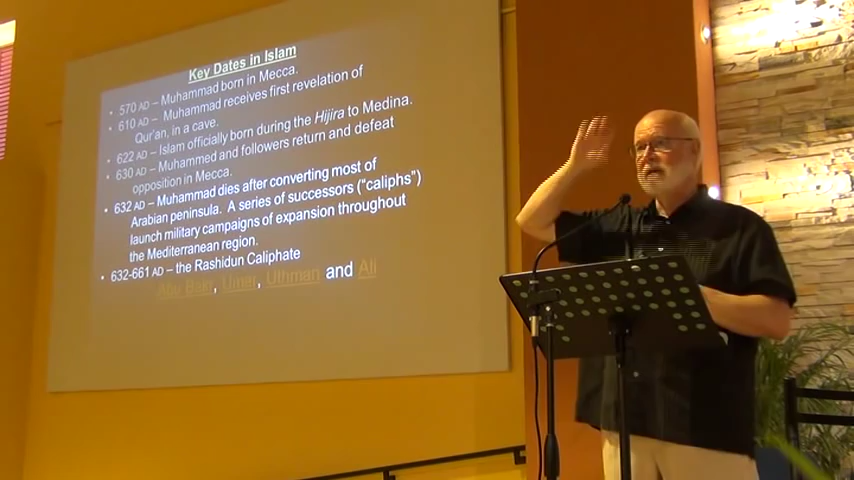 Key Dates in Islam
• 570 AD – Muhammad born in Mecca.
• 610 AD – Muhammad receives first revelation of
Qur'an, in a cave.
• 622 AD – Islam officially born during the Hijira to Medina.
• 630 AD – Muhammed and followers return and defeat
opposition in Mecca.
• 632 AD – Muhammad dies after converting most of
Arabian peninsula. A series of successors ("caliphs")
launch military campaigns of expansion throughout
the Mediterranean region.
• 632-661 AD – the Rashidun Caliphate
Abu Bakr, Umar, Uthman and Ali